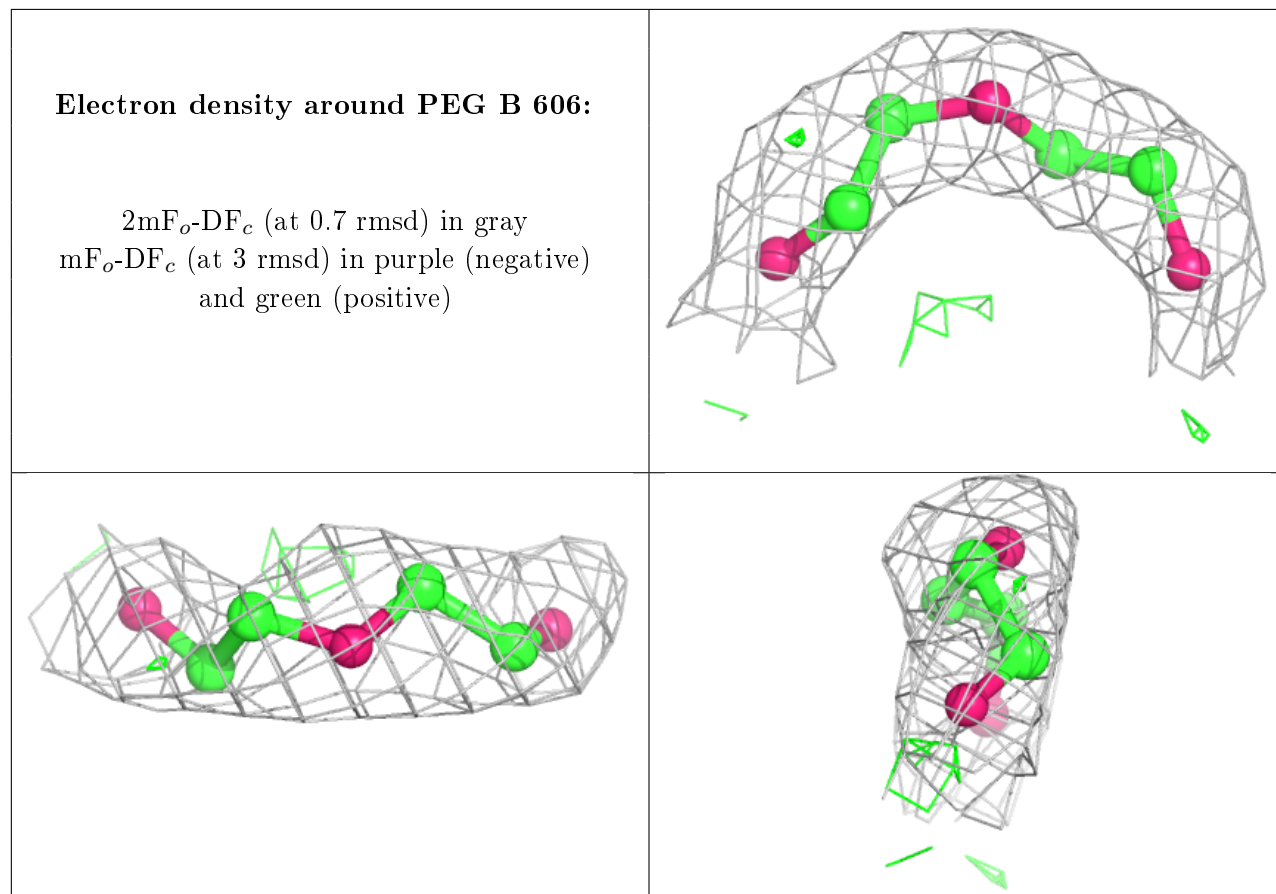 Electron density around PEG B 606:
2mFo-DFc (at 0.7 rmsd) in gray
mFo-DFc (at 3 rmsd) in purple (negative)
and green (positive)